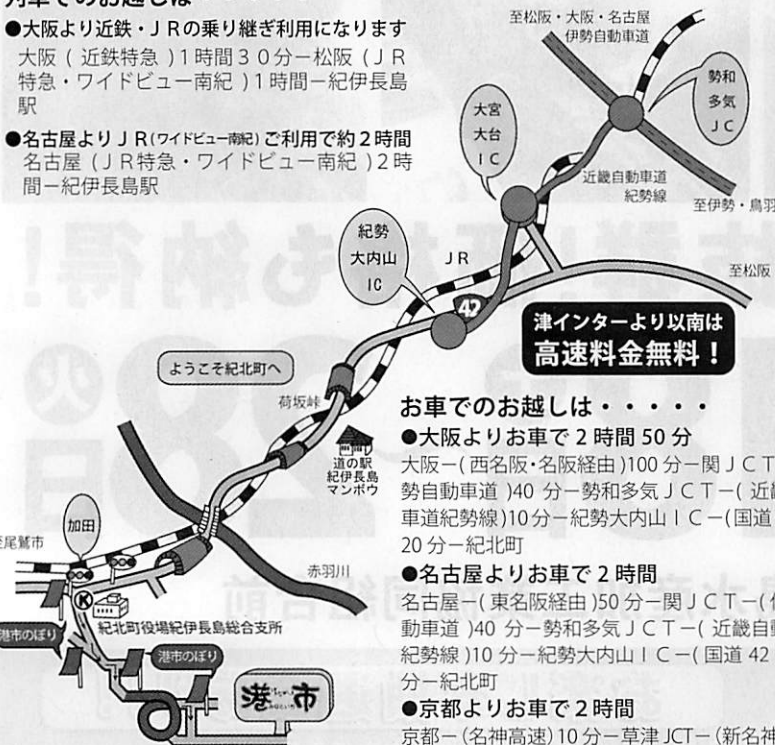 ●大阪より近鉄・ＪＲの乗り継ぎ利用になります
大阪（近鉄特急）1時間３０分ー松阪（ＪＲ
特急・ワイドビュー南紀）1時間ー紀伊長島
駅
●名古屋よりＪＲ(ワイドビュー南紀)ご利用で約２時間
名古屋（ＪＲ特急・ワイドビュー南紀）2時
間ー紀伊長島駅
至松阪・大阪・名古屋
伊勢自動車道
勢和
多気
ＪＣ
大宮
大台
ＩＣ
近畿自動車道
紀勢線
至伊勢・鳥羽
紀勢
大内山
IC
ＪＲ
42
至松阪
津インターより以南は
高速料金無料！
ようこそ紀北町へ
荷坂峠
道の駅
紀伊長島
マンボウ
加田
尾鷲市
赤羽川
K
紀北町役場紀伊長島総合支所
港市のぼり
港市のぼり
港市
お車でのお越しは・・・・・
●大阪よりお車で 2 時間 50 分
大阪ー(西名阪・名阪経由)100 分ー関ＪＣＴ
勢自動車道 )40 分ー勢和多気ＪＣＴー( 近
車道紀勢線)10分ー紀勢大内山ＩＣー(国道
20 分ー紀北町
●名古屋よりお車で 2 時間
名古屋ー( 東名阪経由 )50 分ー関ＪＣＴー(
動車道 )40 分ー勢和多気ＪＣＴー( 近畿自
紀勢線 )10 分ー紀勢大内山ＩＣー( 国道 42
分ー紀北町
●京都よりお車で 2 時間
京都ー (名神高速) 10 分ー草津 JCTー (新名神